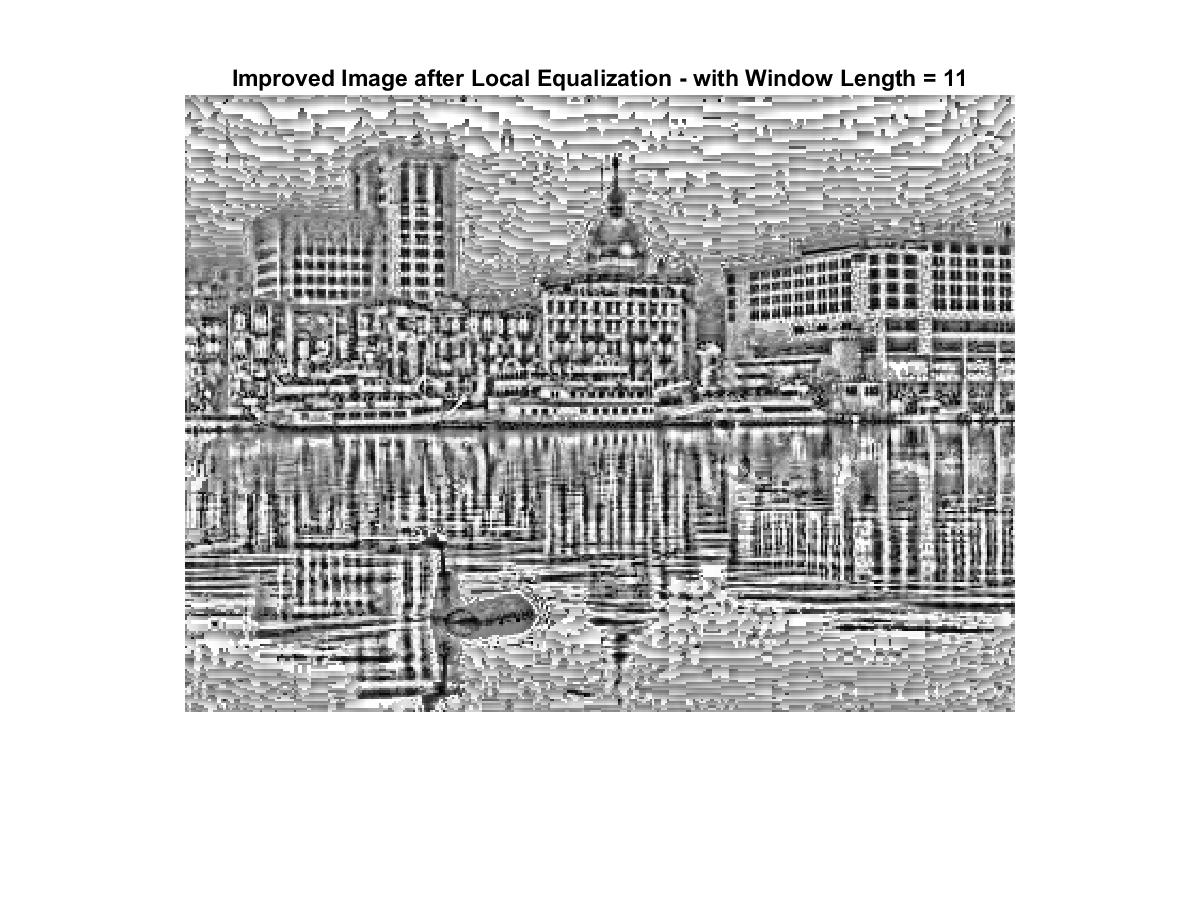 Improved Image after Local Equalization - with Window Length = 11